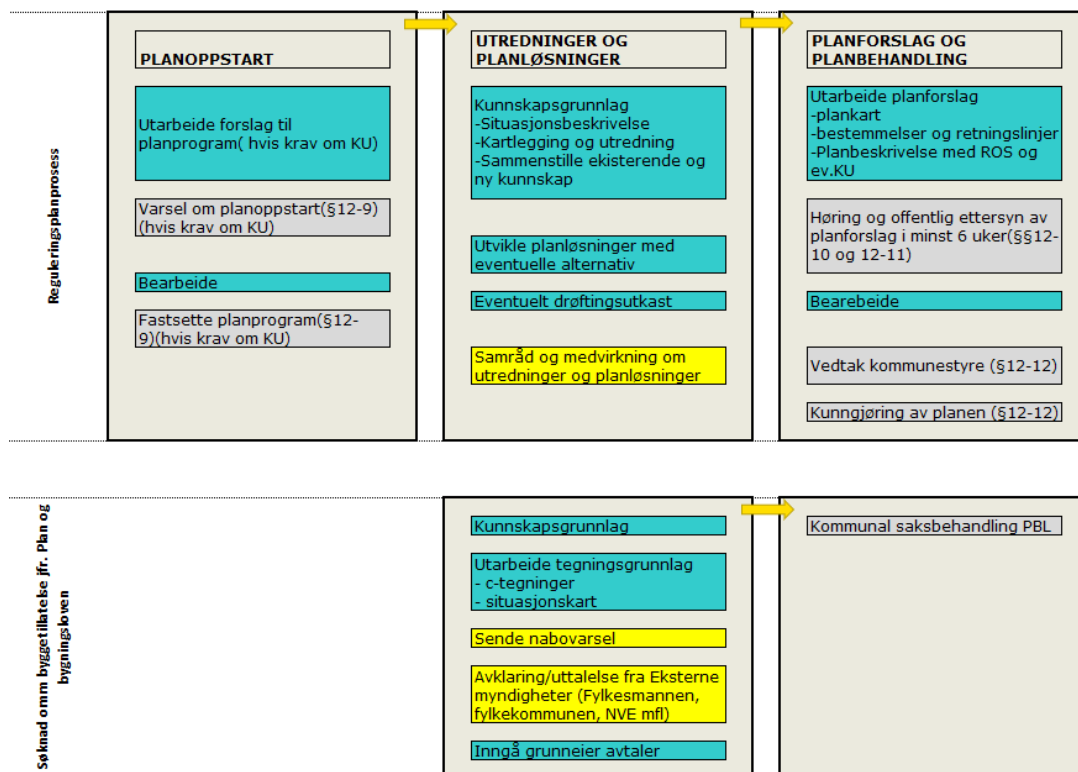 Reguleringsplanprosess
PLANOPPSTART
Utarbeide forslag til
planprogram( hvis krav om KU)
Varsel om planoppstart(§12-9)
(hvis krav om KU)
Bearbeide
Fastsette planprogram(§12-
9)(hvis krav om KU)
UTREDNINGER OG
PLANLØSNINGER
Kunnskapsgrunnlag
-Situasjonsbeskrivelse
-Kartlegging og utredning
-Sammenstille ekisterende og
ny kunnskap
Utvikle planløsninger med
eventuelle alternativ
Eventuelt drøftingsutkast
Samråd og medvirkning om
utredninger og planløsninger
PLANFORSLAG OG
PLANBEHANDLING
Utarbeide planforslag
-plankart
-bestemmelser og retningslinjer
-Planbeskrivelse med ROS og
ev.KU
Høring og offentlig ettersyn av
planforslag i minst 6 uker(§§12-
10 og 12-11)
Bearebeide
Vedtak kommunestyre (§12-12)
Kunngjøring av planen (§12-12)
Søknad omm byggetillatelse jfr. Plan og
bygningsloven
Kunnskapsgrunnlag
Utarbeide tegningsgrunnlag
- c-tegninger
- situasjonskart
Sende nabovarsel
Avklaring/uttalelse fra Eksterne
myndigheter (Fylkesmannen,
fylkekommunen, NVE mfl)
Inngå grunneier avtaler
Kommunal saksbehandling PBL